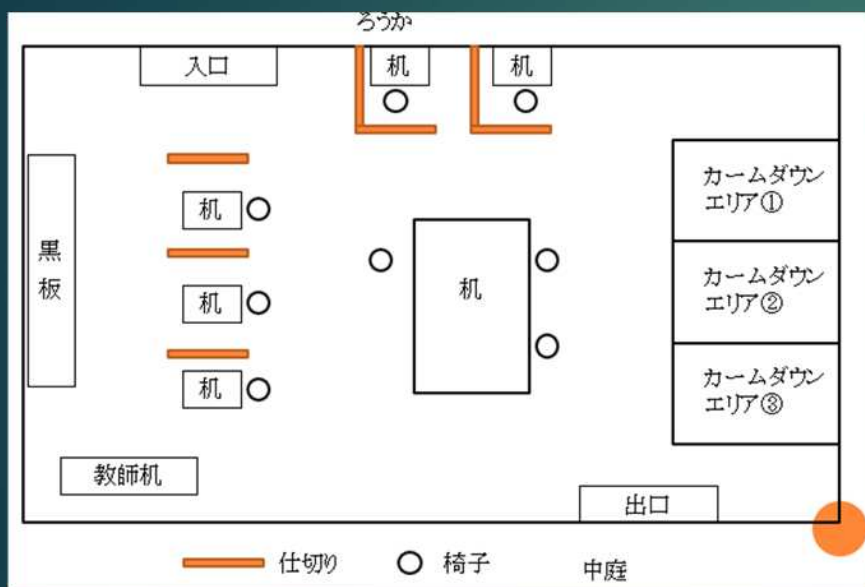 ろうか
入口
机
机
カームダウン
エリア①
机
黒
板
カームダウン
エリア②
机
机
カームダウン
エリア③
机
教師机
出口
仕切り
椅子
中庭